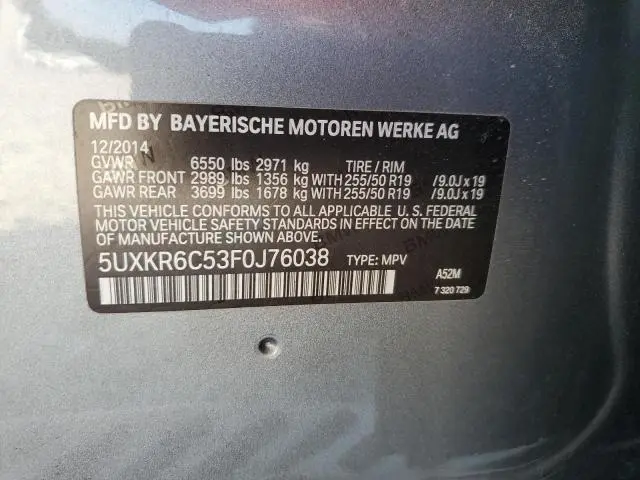 MFD BY BAYERISCHE MOTOREN WERKE AG
12/2014
GVWR 6550 lbs 2971 kg TIRE / RIM
GAWR FRONT 2989 lbs 1356 kg WITH 255/50 R19 /9.0J x 19
GAWR REAR 3699 lbs 1678 kg WITH 255/50 R19 /9.0J x 19
THIS VEHICLE CONFORMS TO ALL APPLICABLE U. S. FEDERAL
MOTOR VEHICLE SAFETY STANDARDS IN EFFECT ON THE DATE
OF MANUFACTURE SHOWN ABOVE.
5UXKR6C53F0J76038 TYPE: MPV
A52M
7 320 729